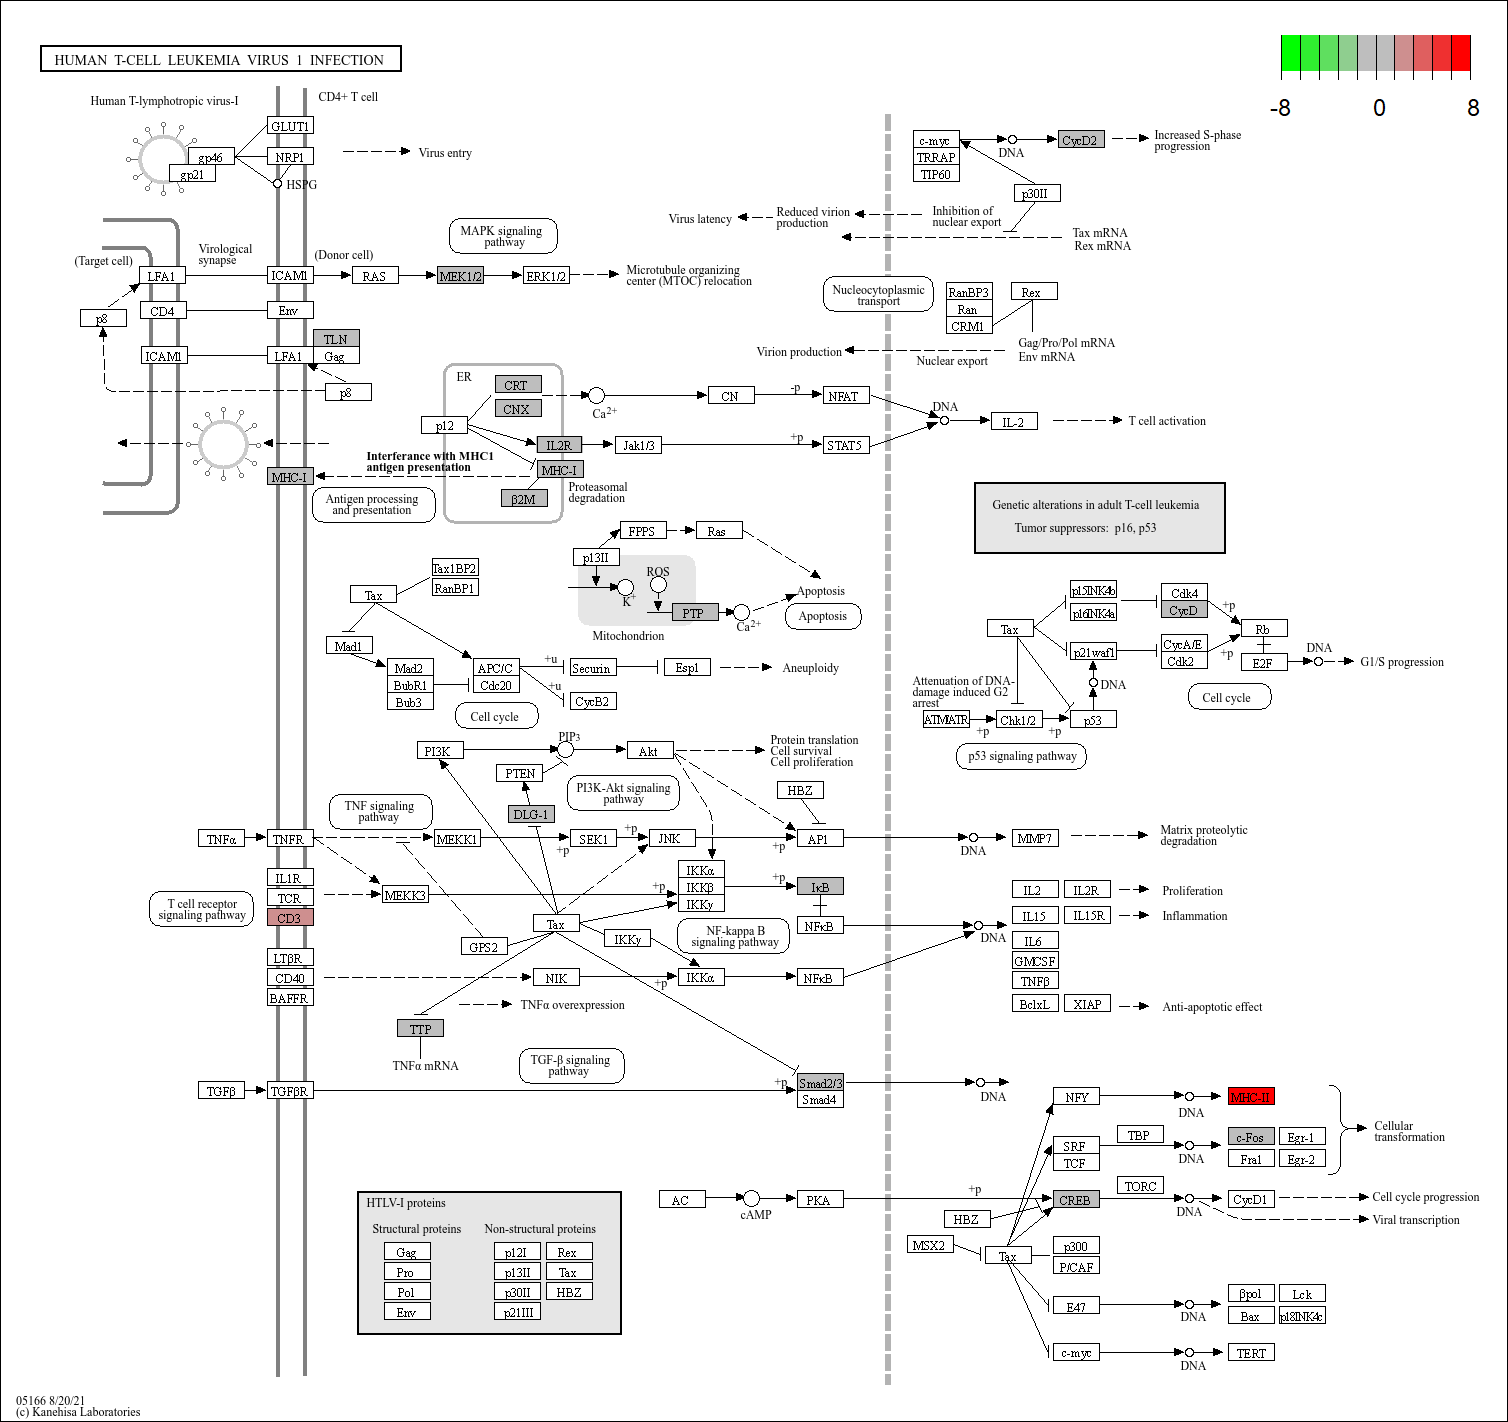 HUMAN T-CELL LEUKEMIA VIRUS 1 INFECTION
-8 0 8
Human T-lymphotropic virus-I
CD4+ T cell
GLUT1
gp46
gp21
NRP1
HSPG
Virus entry
c-myc
TRRAP
TIP60
DNA
CycD2
Increased S-phase
progression
p30II
Virus latency
Reduced virion
production
Inhibition of
nuclear export
Tax mRNA
Rex mRNA
MAPK signaling
pathway
(Target cell)
Virological
synapse
(Donor cell)
LFA1
ICAM1
RAS
MEK1/2
ERK1/2
Microtubule organizing
center (MTOC) relocation
p8
CD4
Env
TLN
ICAM1
LFA1
Gag
p8
Nucleocytoplasmic
transport
RanBP3
Ran
CRM1
Rex
Gag/Pro/Pol mRNA
Env mRNA
Virion production
Nuclear export
ER
CRT
CNX
p12
Ca2+
CN
-p
NFAT
DNA
IL-2
T cell activation
IL2R
Jak1/3
+p
STAT5
Interferance with MHC1
antigen presentation
MHC-I
MHC-I
β2M
Proteasomal
degradation
Antigen processing
and presentation
Genetic alterations in adult T-cell leukemia
Tumor suppressors: p16, p53
FPPS
Ras
p13II
ROS
K+
PTP
Ca2+
Mitochondrion
Apoptosis
Apoptosis
Tax1BP2
RanBP1
Tax
Mad1
Mad2
BubR1
Bub3
APC/C
Cdc20
+u
+u
Securin
CycB2
Esp1
Aneuploidy
Cell cycle
p15INK4b
p16INK4a
Cdk4
CycD
+p
Tax
p21waf1
CycA/E
Cdk2
+p
Rb
E2F
DNA
G1/S progression
DNA
Attenuation of DNA-
damage induced G2
arrest
ATM/ATR
+p
Chk1/2
+p
p53
Cell cycle
p53 signaling pathway
PI3K
PIP3
Akt
Protein translation
Cell survival
Cell proliferation
PTEN
PI3K-Akt signaling
pathway
HBZ
TNF signaling
pathway
DLG-1
TNFα
TNFR
MEKK1
+p
SEK1
+p
JNK
+p
AP1
DNA
MMP7
Matrix proteolytic
degradation
IL1R
TCR
CD3
T cell receptor
signaling pathway
MEKK3
+p
IKKα
IKKβ
IKKγ
+p
IκB
NFκB
Tax
GPS2
IKKγ
NF-kappa B
signaling pathway
DNA
IL2
IL2R
Proliferation
IL15
IL15R
Inflammation
IL6
GMCSF
TNFβ
BclxL
XIAP
Anti-apoptotic effect
LTβR
CD40
BAFFR
NIK
+p
IKKα
NFκB
TNFα overexpression
TTP
TNFα mRNA
TGF-β signaling
pathway
TGFβ
TGFβR
+p
Smad2/3
Smad4
DNA
NFY
DNA
MHC-II
SRF
TCF
TBP
DNA
c-Fos
Egr-1
Fra1
Egr-2
Cellular
transformation
AC
cAMP
PKA
+p
CREB
TORC
DNA
CycD1
Cell cycle progression
Viral transcription
HBZ
MSX2
Tax
p300
P/CAF
E47
DNA
βpol
Lck
Bax
p18INK4c
c-myc
DNA
TERT
HTLV-I proteins
Structural proteins
Non-structural proteins
Gag
p12I
Rex
Pro
p13II
Tax
Pol
p30II
HBZ
Env
p21III
05166 8/20/21
(c) Kanehisa Laboratories